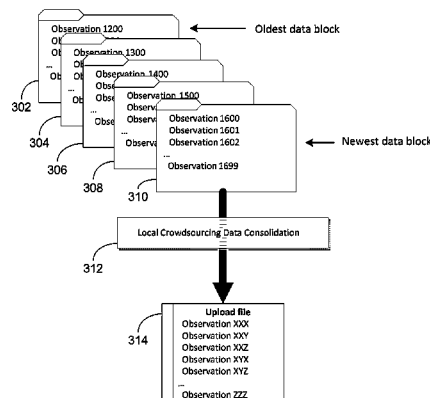 Observation 1200
Oldest data block
Observation 1300
Observation 1400
Observation 1500
Observation 1600
Observation 1601
Observation 1602
...
Observation 1699
Newest data block
302
304
306
308
310
Local Crowdsourcing Data Consolidation
312
314
Upload file
Observation XXX
Observation XXY
Observation XXZ
Observation XYX
Observation XYZ
...
Observation ZZZ